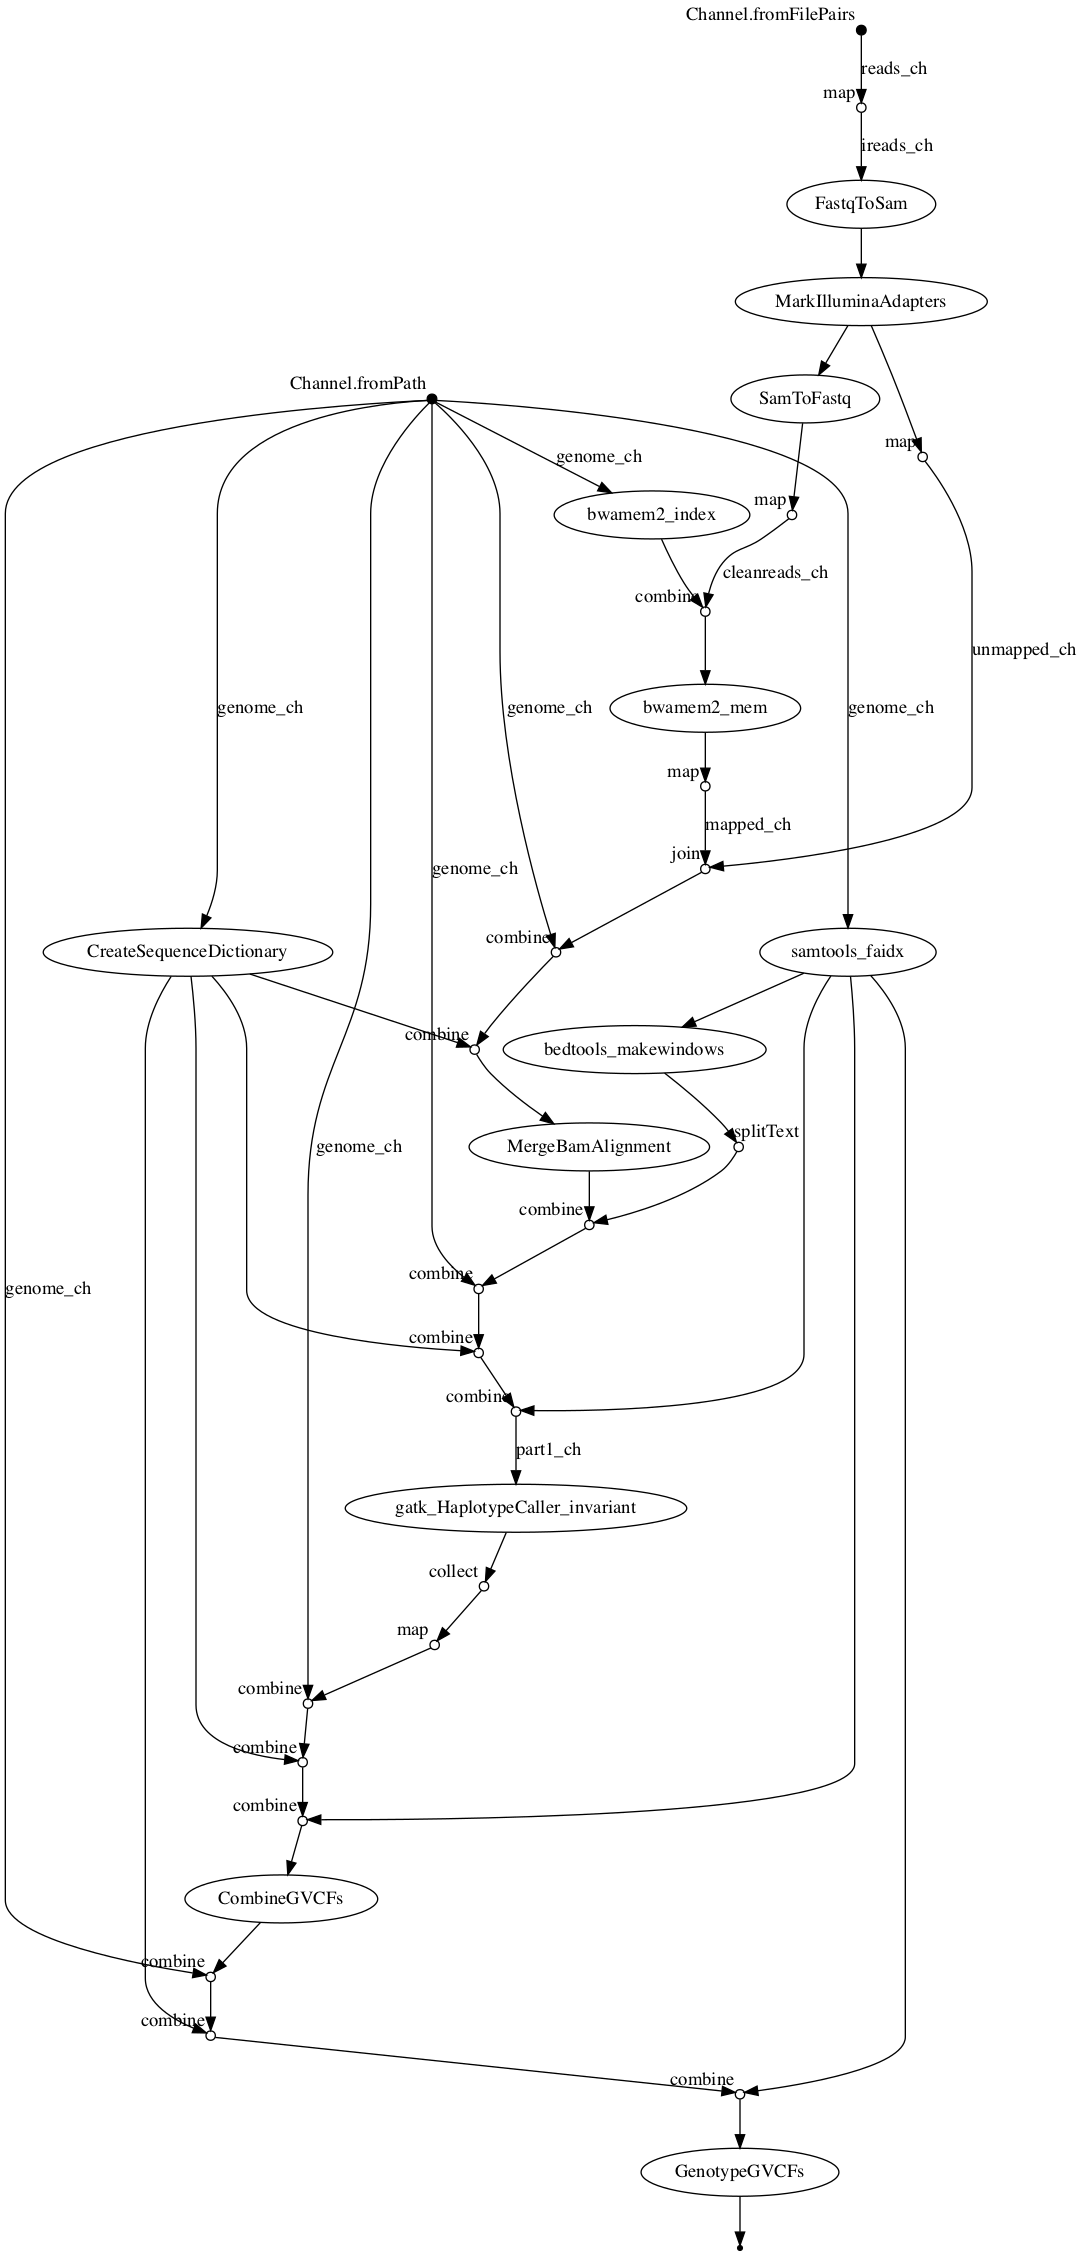 Channel.fromFilePairs
reads_ch
map
ireads_ch
FastqToSam
MarkIlluminaAdapters
Channel.fromPath
SamToFastq
map
genome_ch
map
bwamem2_index
cleanreads_ch
combine
unmapped_ch
genome_ch
genome_ch
bwamem2_mem
genome_ch
map
mapped_ch
join
genome_ch
combine
CreateSequenceDictionary
samtools_faidx
combine
bedtools_makewindows
splitText
genome_ch
MergeBamAlignment
combine
combine
genome_ch
combine
combine
part1_ch
gatk_HaplotypeCaller_invariant
collect
map
combine
combine
combine
CombineGVCFs
combine
combine
combine
GenotypeGVCFs